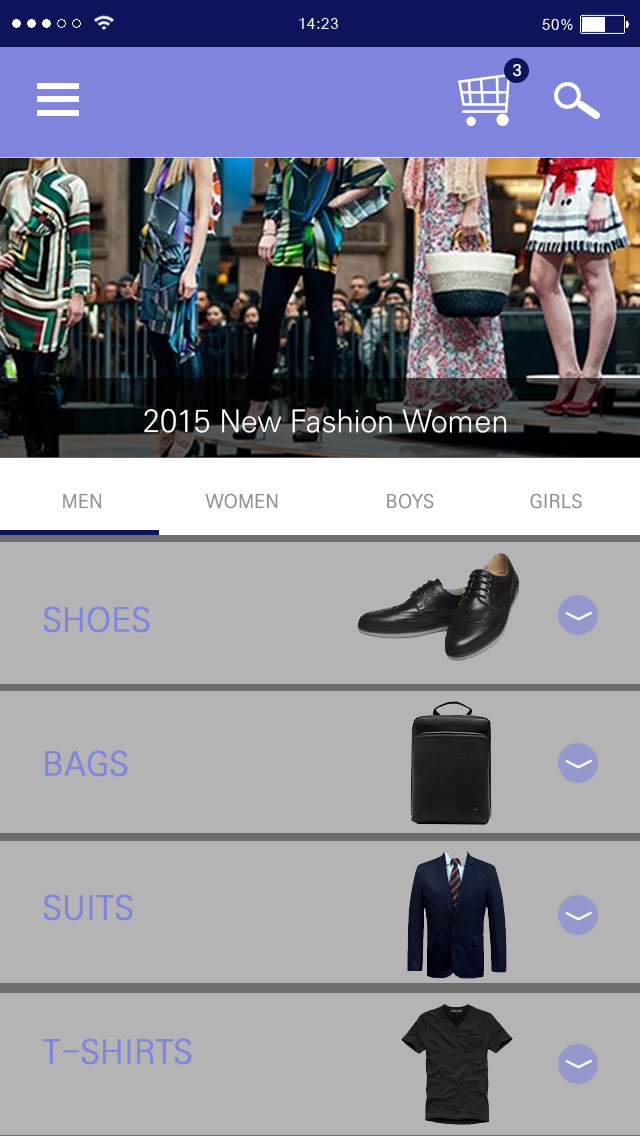 14:23
50%
3
2015 New Fashion Women
MEN WOMEN BOYS GIRLS
SHOES
BAGS
SUITS
T-SHIRTS